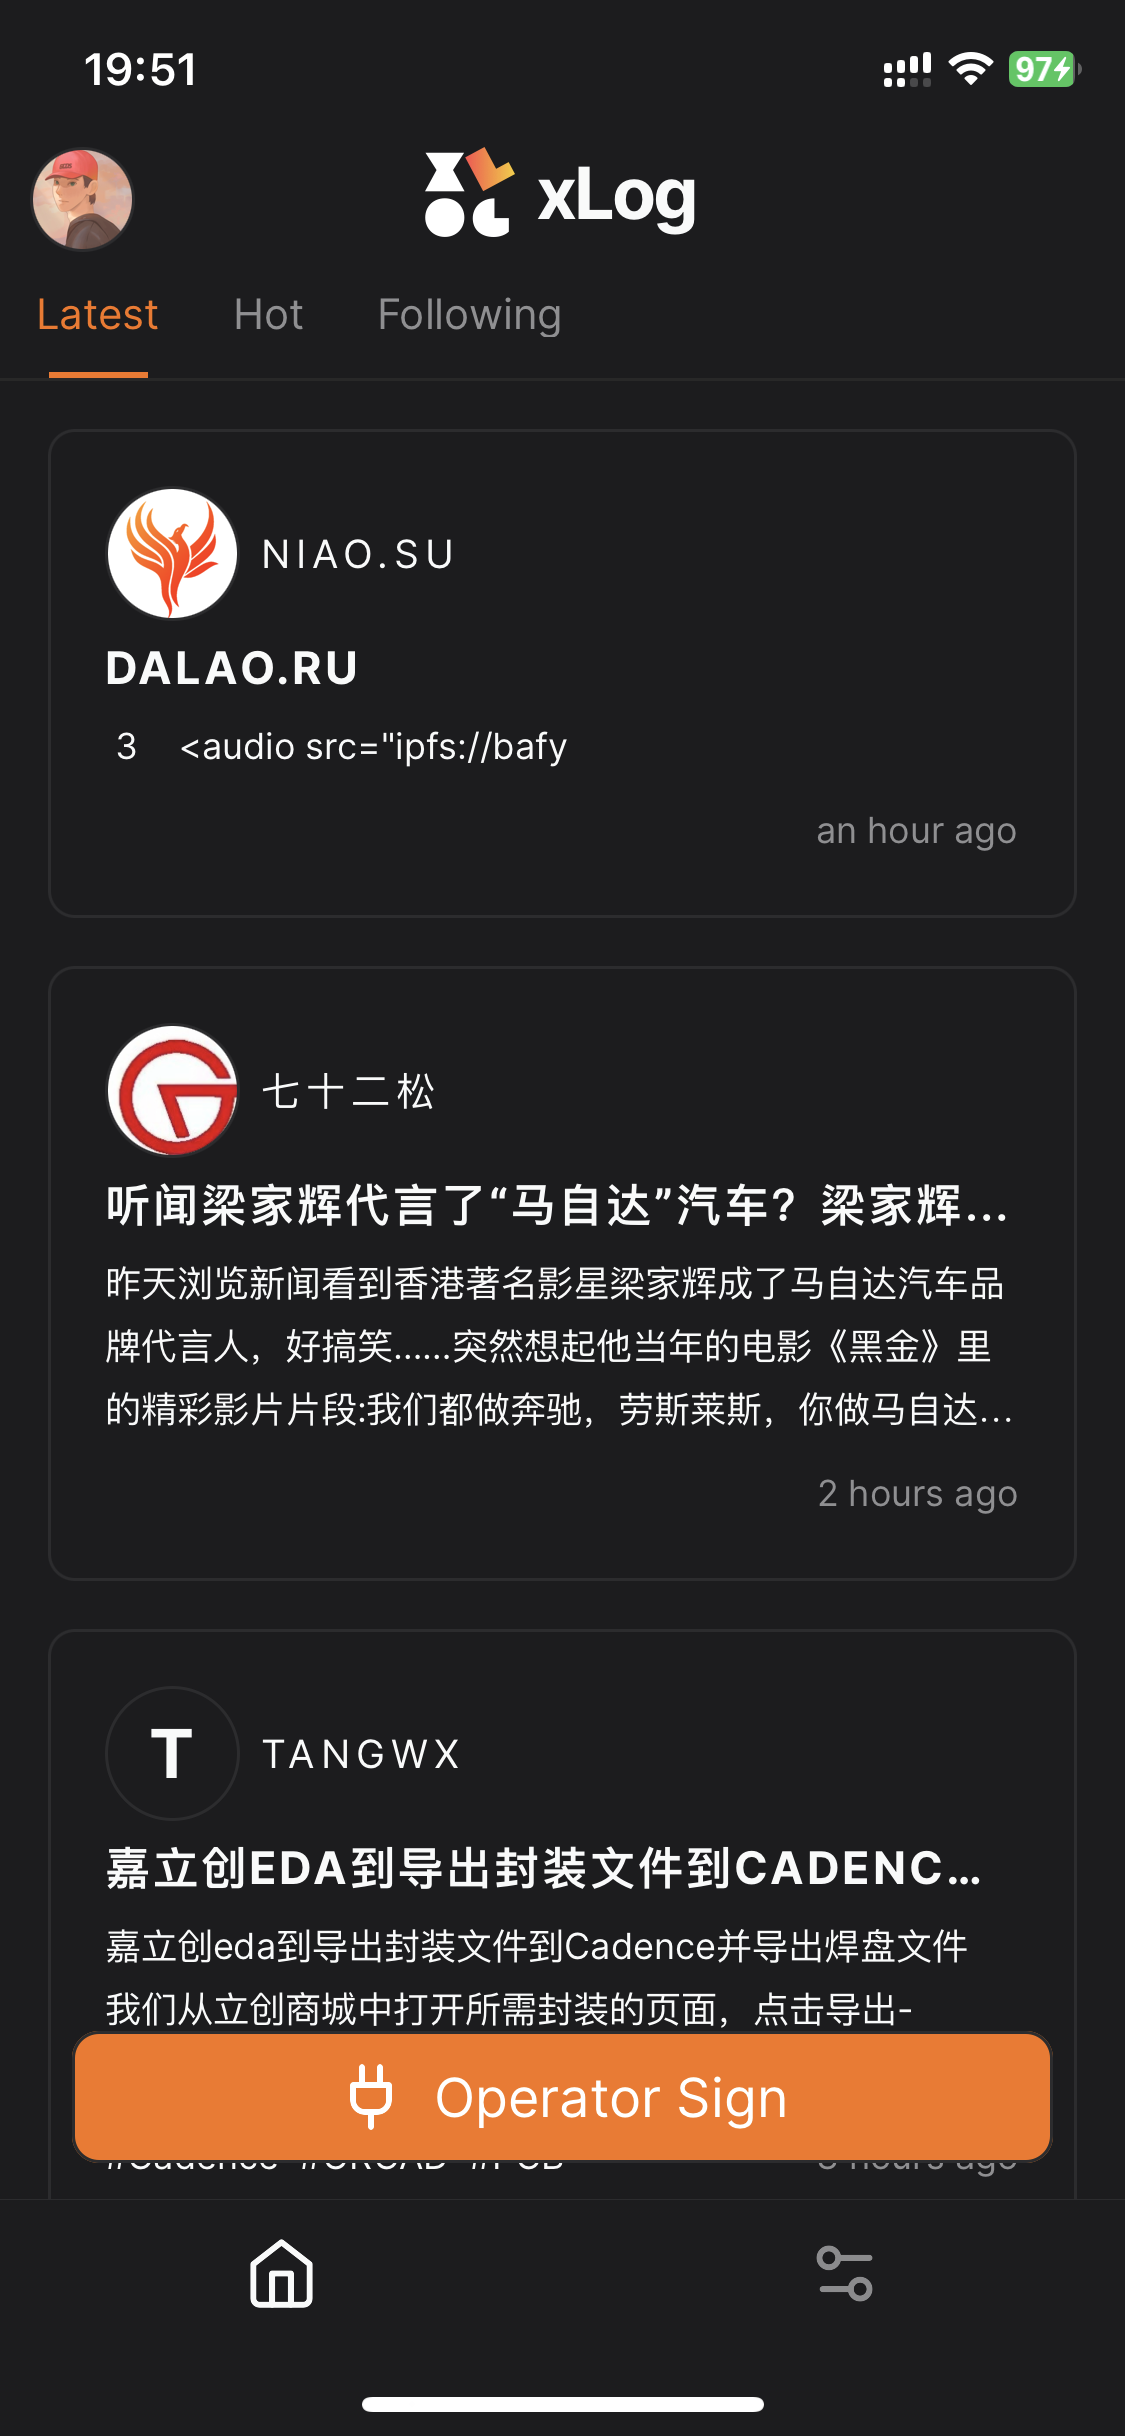 19:51
97
xLog
Latest
Hot
Following
NIAO.SU
DALAO.RU
3 <audio src="ipfs://bafy
an hour ago
七十二松
听闻梁家辉代言了“马自达”汽车？梁家辉...
昨天浏览新闻看到香港著名影星梁家辉成了马自达汽车品
牌代言人，好搞笑......突然想起他当年的电影《黑金》里
的精彩影片片段:我们都做奔驰，劳斯莱斯，你做马自达...
2 hours ago
T
TANGWX
嘉立创EDA到导出封装文件到CADENC...
嘉立创eda到导出封装文件到Cadence并导出焊盘文件
我们从立创商城中打开所需封装的页面，点击导出-
Operator Sign
#Cadence #ORCAD #PCB